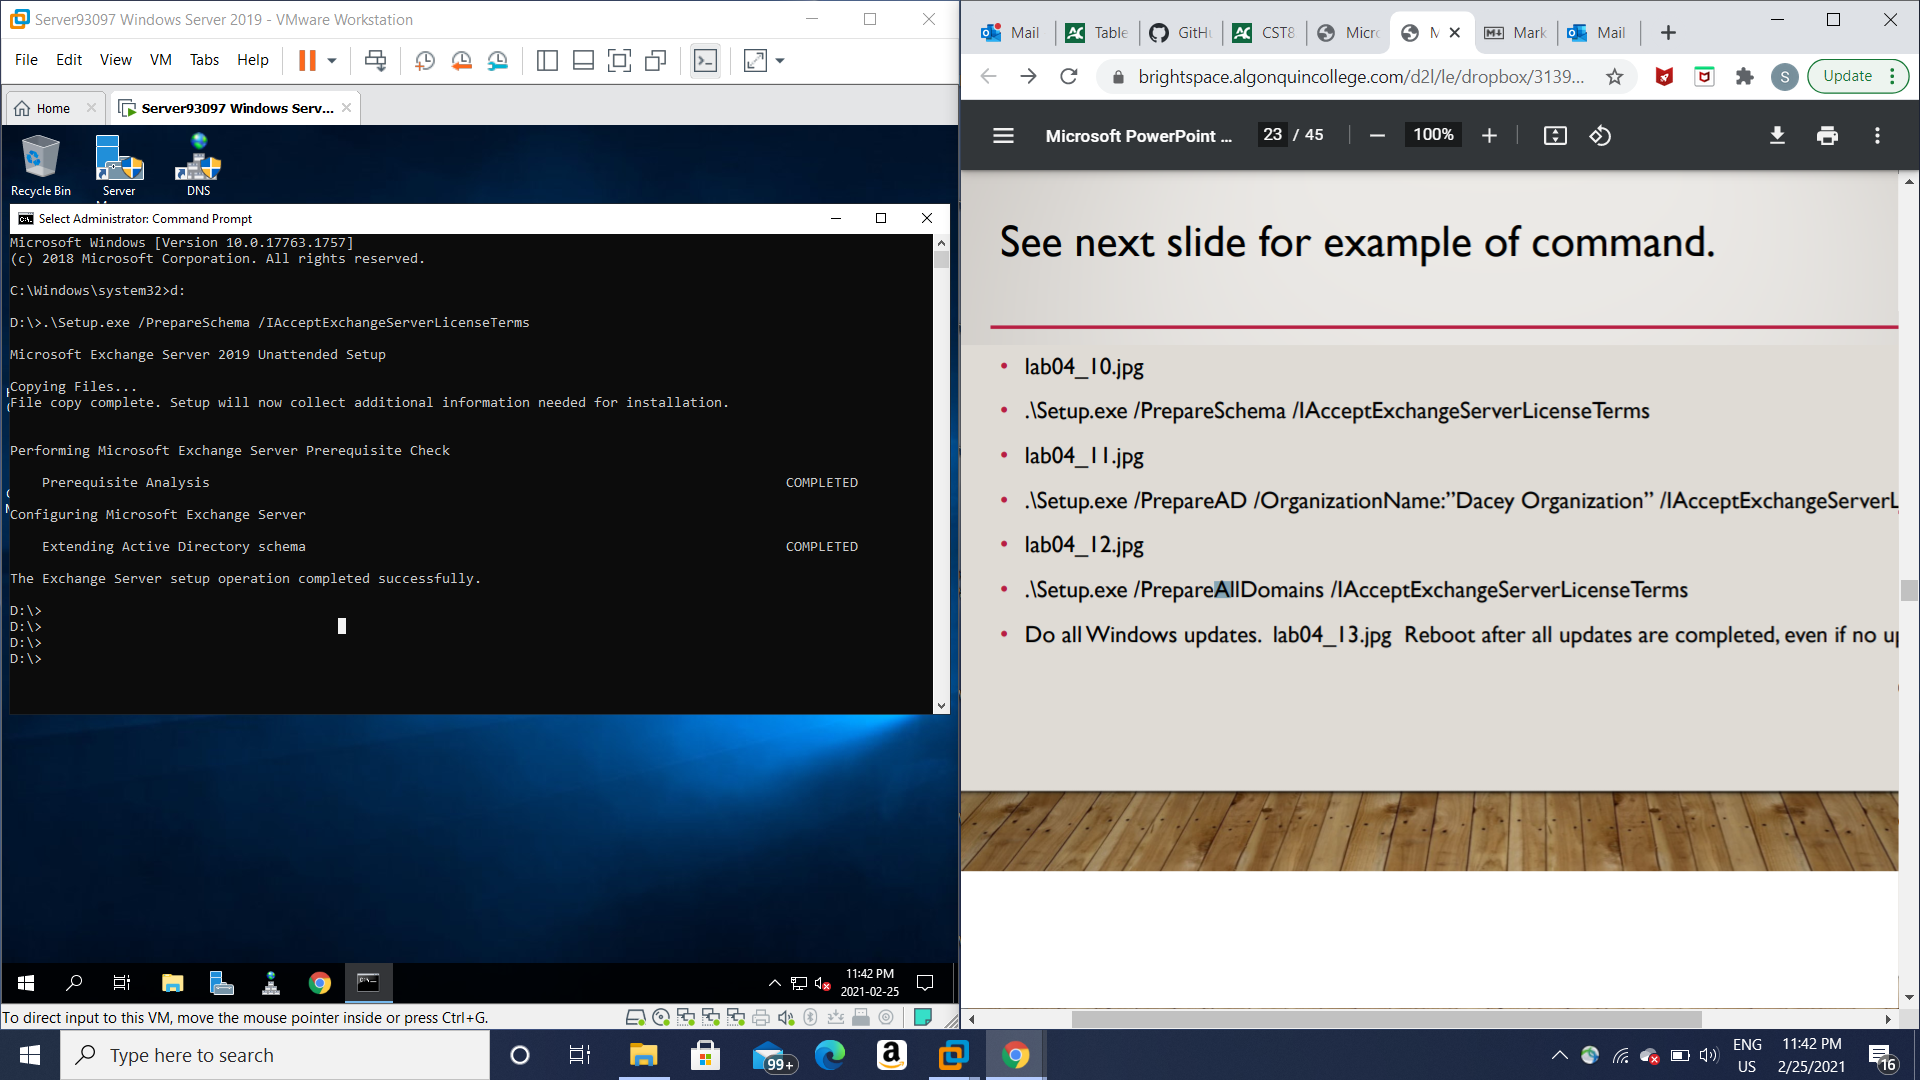 Server93097 Windows Server 2019 - VMware Workstation
File Edit View VM Tabs Help
Home
Server93097 Windows Serv...
Recycle Bin
Server
DNS
Select Administrator: Command Prompt
Microsoft Windows [Version 10.0.17763.1757]
(c) 2018 Microsoft Corporation. All rights reserved.
C:\Windows\system32>d:
D:\>.\Setup.exe /PrepareSchema /IAcceptExchangeServerLicenseTerms
Microsoft Exchange Server 2019 Unattended Setup
Copying Files...
File copy complete. Setup will now collect additional information needed for installation.
Performing Microsoft Exchange Server Prerequisite Check
Prerequisite Analysis COMPLETED
Configuring Microsoft Exchange Server
Extending Active Directory schema COMPLETED
The Exchange Server setup operation completed successfully.
D:\>
D:\>
D:\>
D:\>
11:42 PM
2021-02-25
To direct input to this VM, move the mouse pointer inside or press Ctrl+G.
Mail
Table
GitH
CST8
Micr
Mark
Mail
brightspace.algonquincollege.com/d2l/le/dropbox/3139...
S
Update
Microsoft PowerPoint ... 23 / 45 100%
See next slide for example of command.
• lab04_10.jpg
• .\Setup.exe /PrepareSchema /IAcceptExchangeServerLicenseTerms
• lab04_11.jpg
• .\Setup.exe /PrepareAD /OrganizationName:”Dacey Organization” /IAcceptExchangeServerL
• lab04_12.jpg
• .\Setup.exe /PrepareAllDomains /IAcceptExchangeServerLicenseTerms
• Do all Windows updates. lab04_13.jpg Reboot after all updates are completed, even if no up
Type here to search
99+
ENG
US
11:42 PM
2/25/2021
16